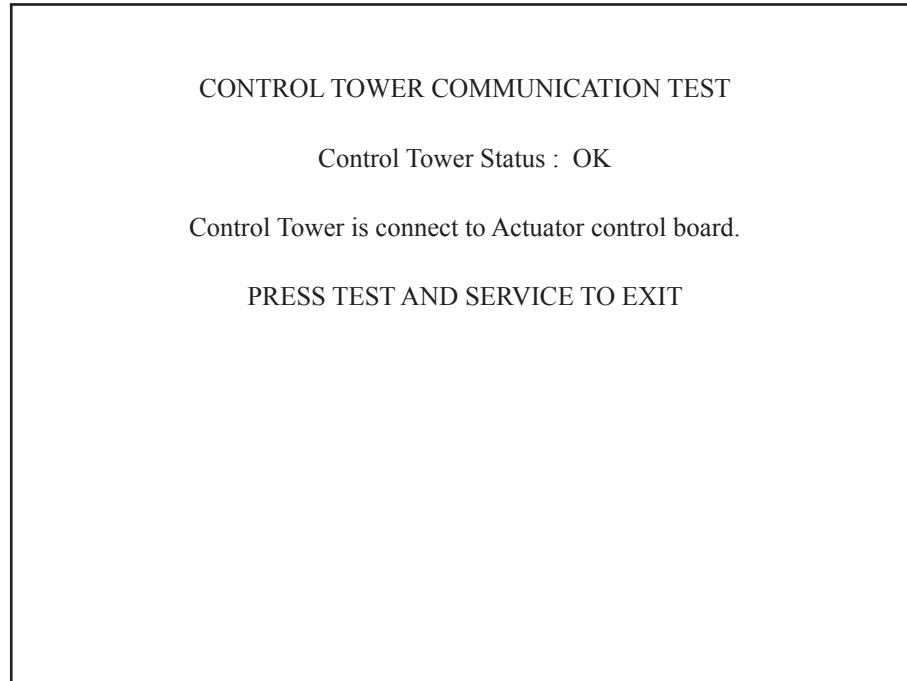 CONTROL TOWER COMMUNICATION TEST
Control Tower Status :  OK
Control Tower is connect to Actuator control board.
PRESS TEST AND SERVICE TO EXIT